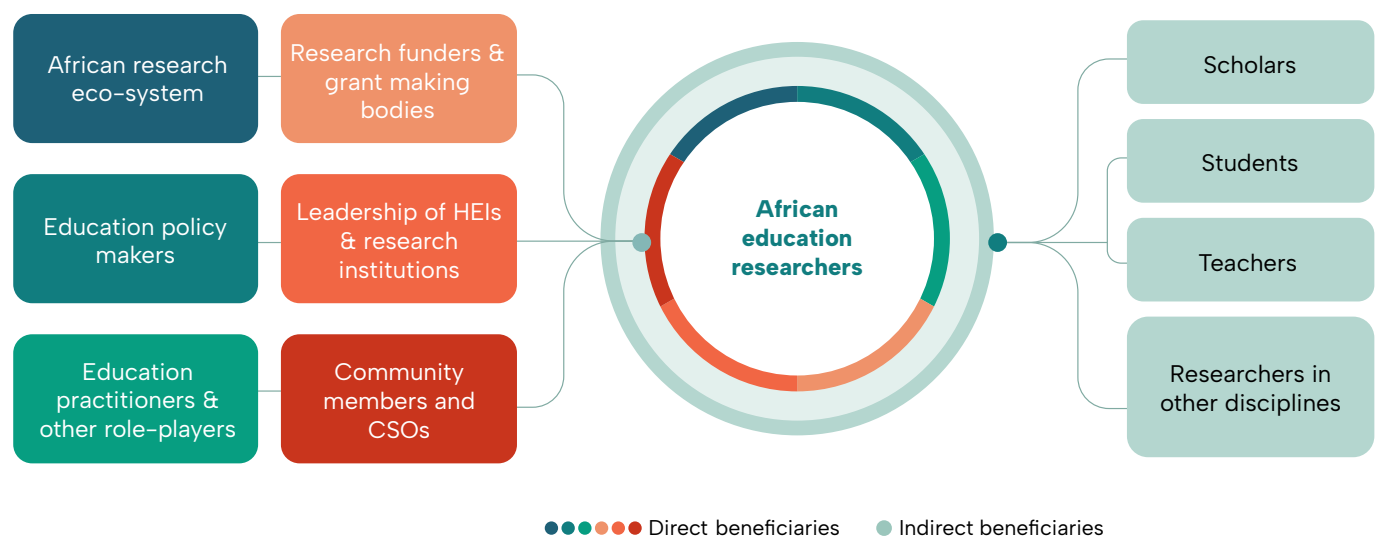 African research
eco-system
Research funders &
grant making
bodies
Education policy
makers
Leadership of HEIs
& research
institutions
Education
practitioners &
other role-players
Community
members and
CSOs
African
education
researchers
Scholars
Students
Teachers
Researchers in
other disciplines
Direct beneficiaries
Indirect beneficiaries